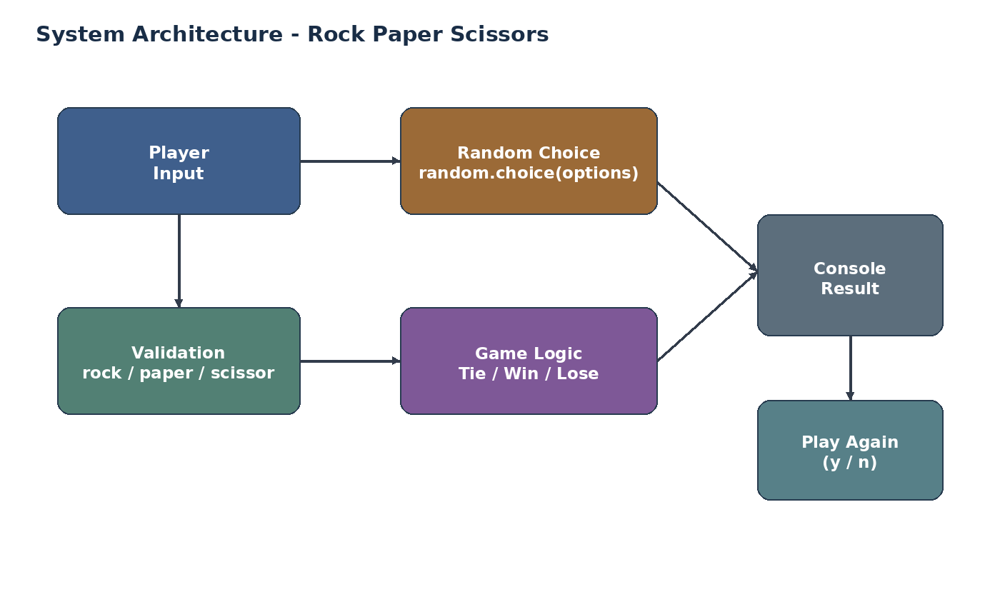 System Architecture - Rock Paper Scissors
Player
Input
Random Choice
random.choice(options)
Console
Result
Validation
rock / paper / scissor
Game Logic
Tie / Win / Lose
Play Again
(y / n)